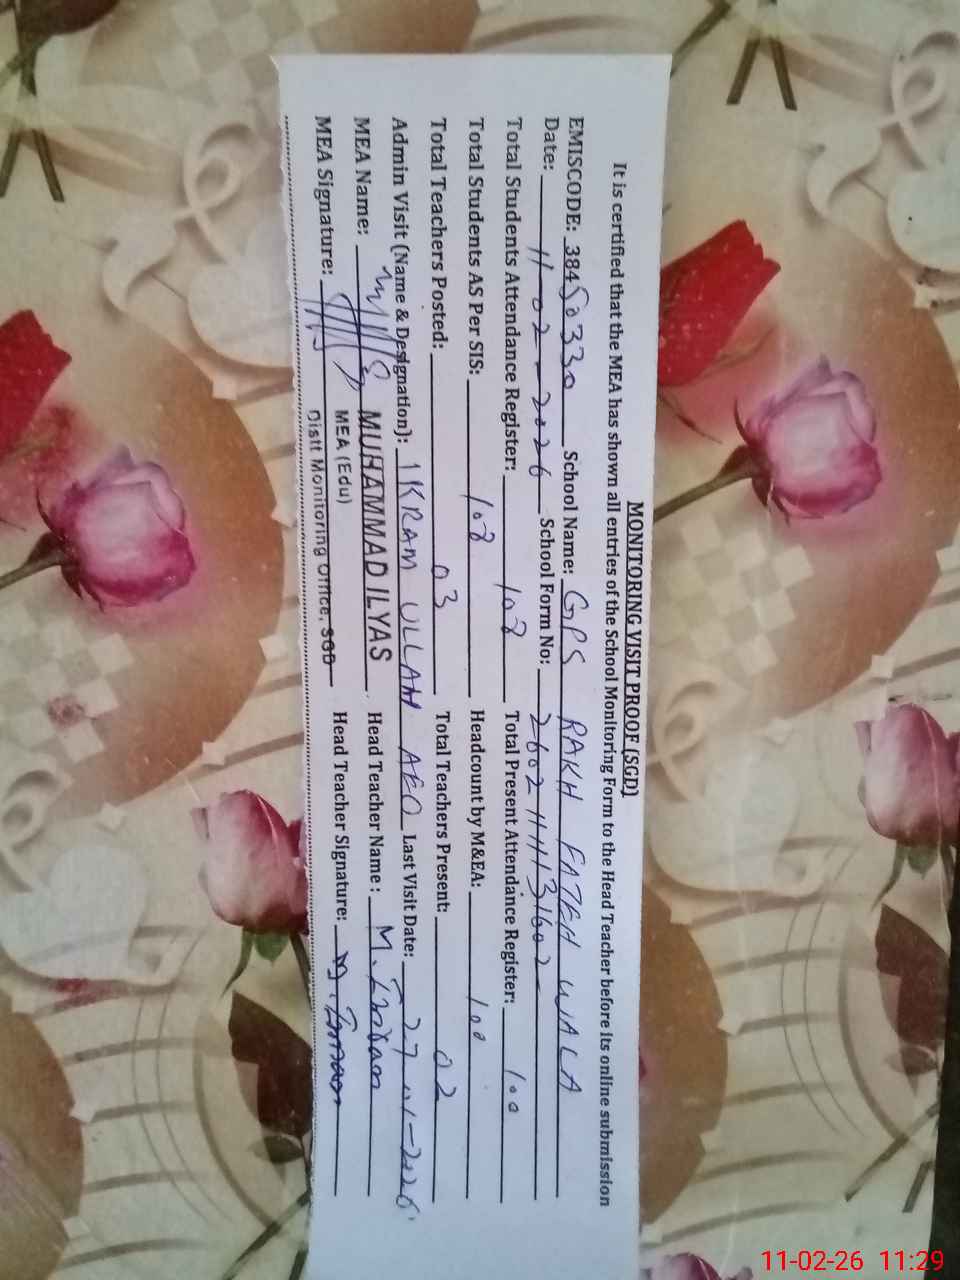 MONITORING VISIT PROOF (SGD)
It is certified that the MEA has shown all entries of the School Monitoring Form to the Head Teacher before its online submission
EMISCODE: 38450330 School Name: GPS RAKH FATEH WALA
Date: 11-02-2026 School Form No: 2602111131602
Total Students Attendance Register: 108 Total Present Attendance Register: 100
Total Students AS Per SIS: 108 Headcount by M&EA: 100
Total Teachers Posted: 03 Total Teachers Present: 02
Admin Visit (Name & Designation): IKRAM ULLAH AEO Last Visit Date: 27-01-2026
MEA Name: MUHAMMAD ILYAS Head Teacher Name: M. Imran
MEA (Edu)
MEA Signature: Head Teacher Signature: M. Imran
Distt Monitoring Office, SGD
11-02-26 11:29